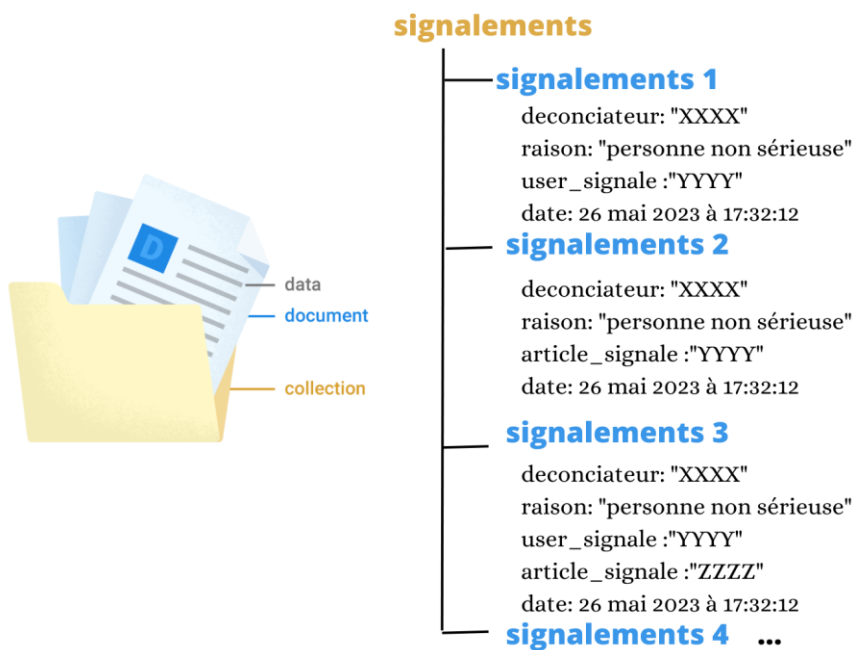 D
data
document
collection
signalements
signalements 1
deconciateur: "XXXX"
raison: "personne non sérieuse"
user_signale :"YYYY"
date: 26 mai 2023 à 17:32:12
signalements 2
deconciateur: "XXXX"
raison: "personne non sérieuse"
article_signale :"YYYY"
date: 26 mai 2023 à 17:32:12
signalements 3
deconciateur: "XXXX"
raison: "personne non sérieuse"
user_signale :"YYYY"
article_signale :"ZZZZ"
date: 26 mai 2023 à 17:32:12
signalements 4 ...